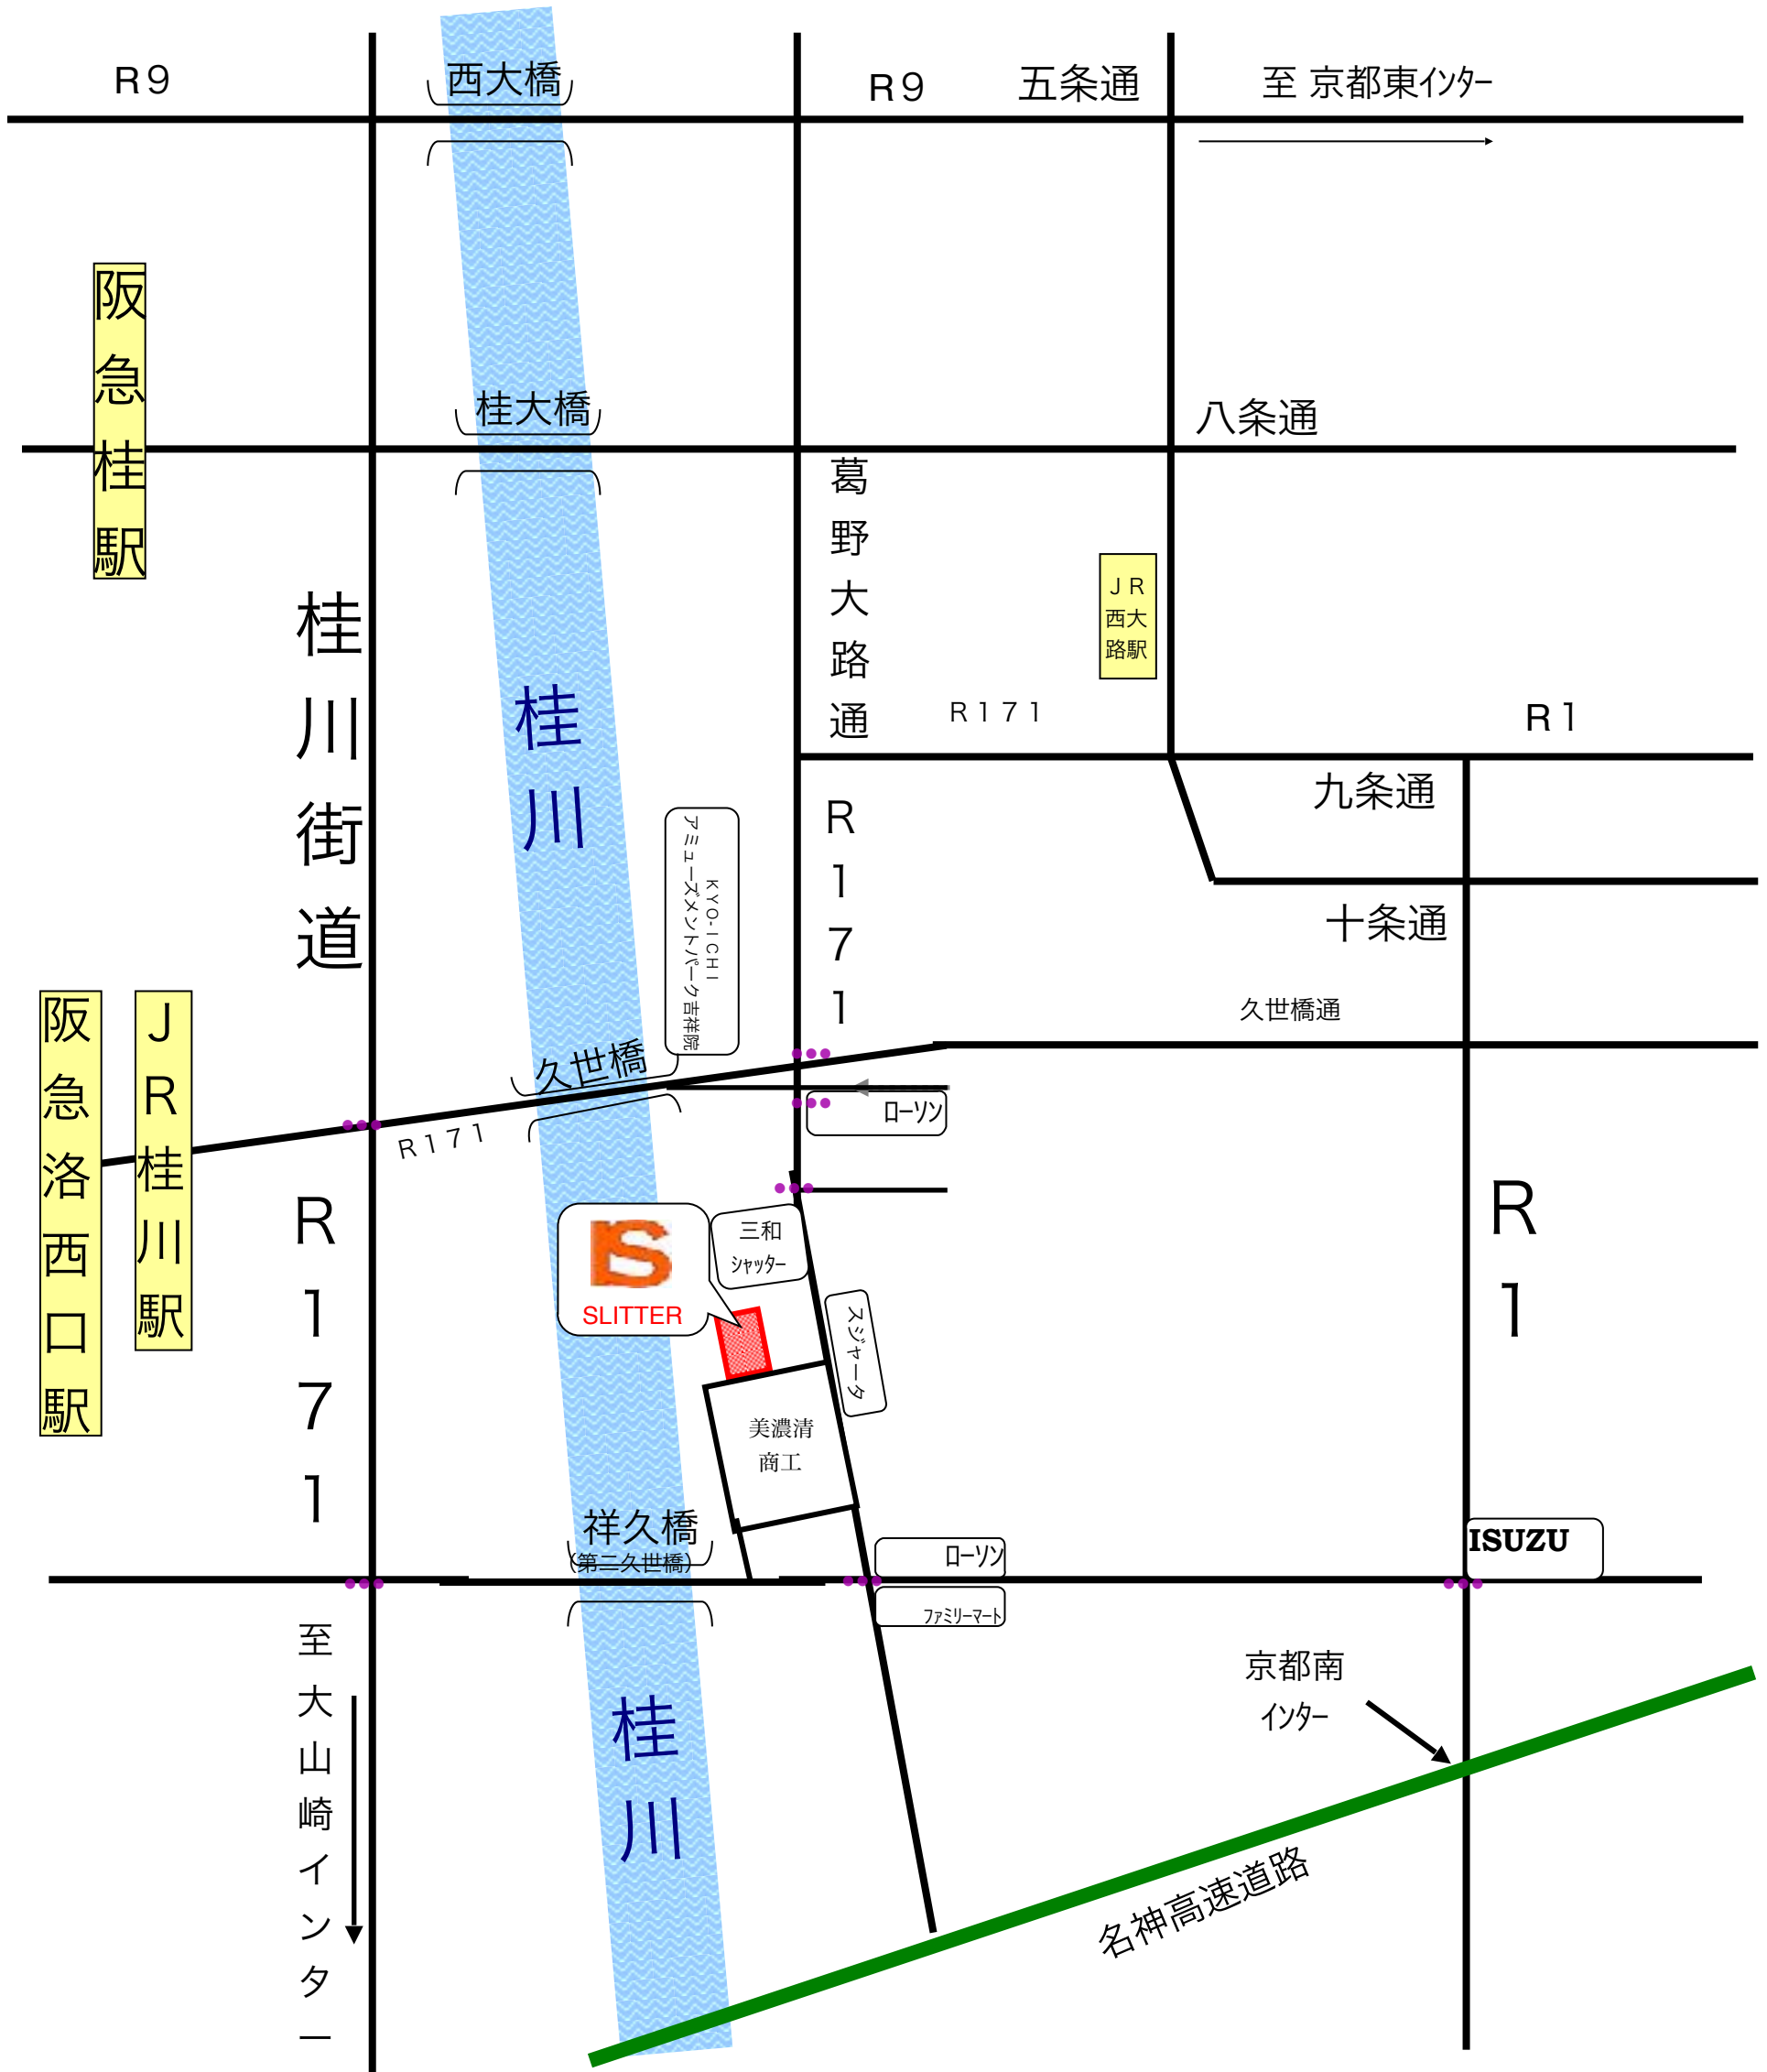 R９
西大橋
R９
五条通
至 京都東ｲﾝﾀｰ
阪急桂駅
桂大橋
八条通
葛野大路通
ＪＲ
西大
路駅
桂川街道
桂川
Ｒ１７１
R１
九条通
Ｒ１７１
アミューズメントパーク吉祥院
ＫＹＯ-ＩＣＨＩ
十条通
阪急洛西口駅
ＪＲ桂川駅
久世橋通
久世橋
ﾛｰｿﾝ
Ｒ１７１
Ｒ１７１
Ｒ１
三和
ｼｬｯﾀｰ
IS
SLITTER
スジャータ
美濃清
商工
祥久橋
(第二久世橋)
ﾛｰｿﾝ
ISUZU
ﾌｧﾐﾘｰﾏｰﾄ
至大山崎インター
京都南
ｲﾝﾀｰ
桂川
名神高速道路